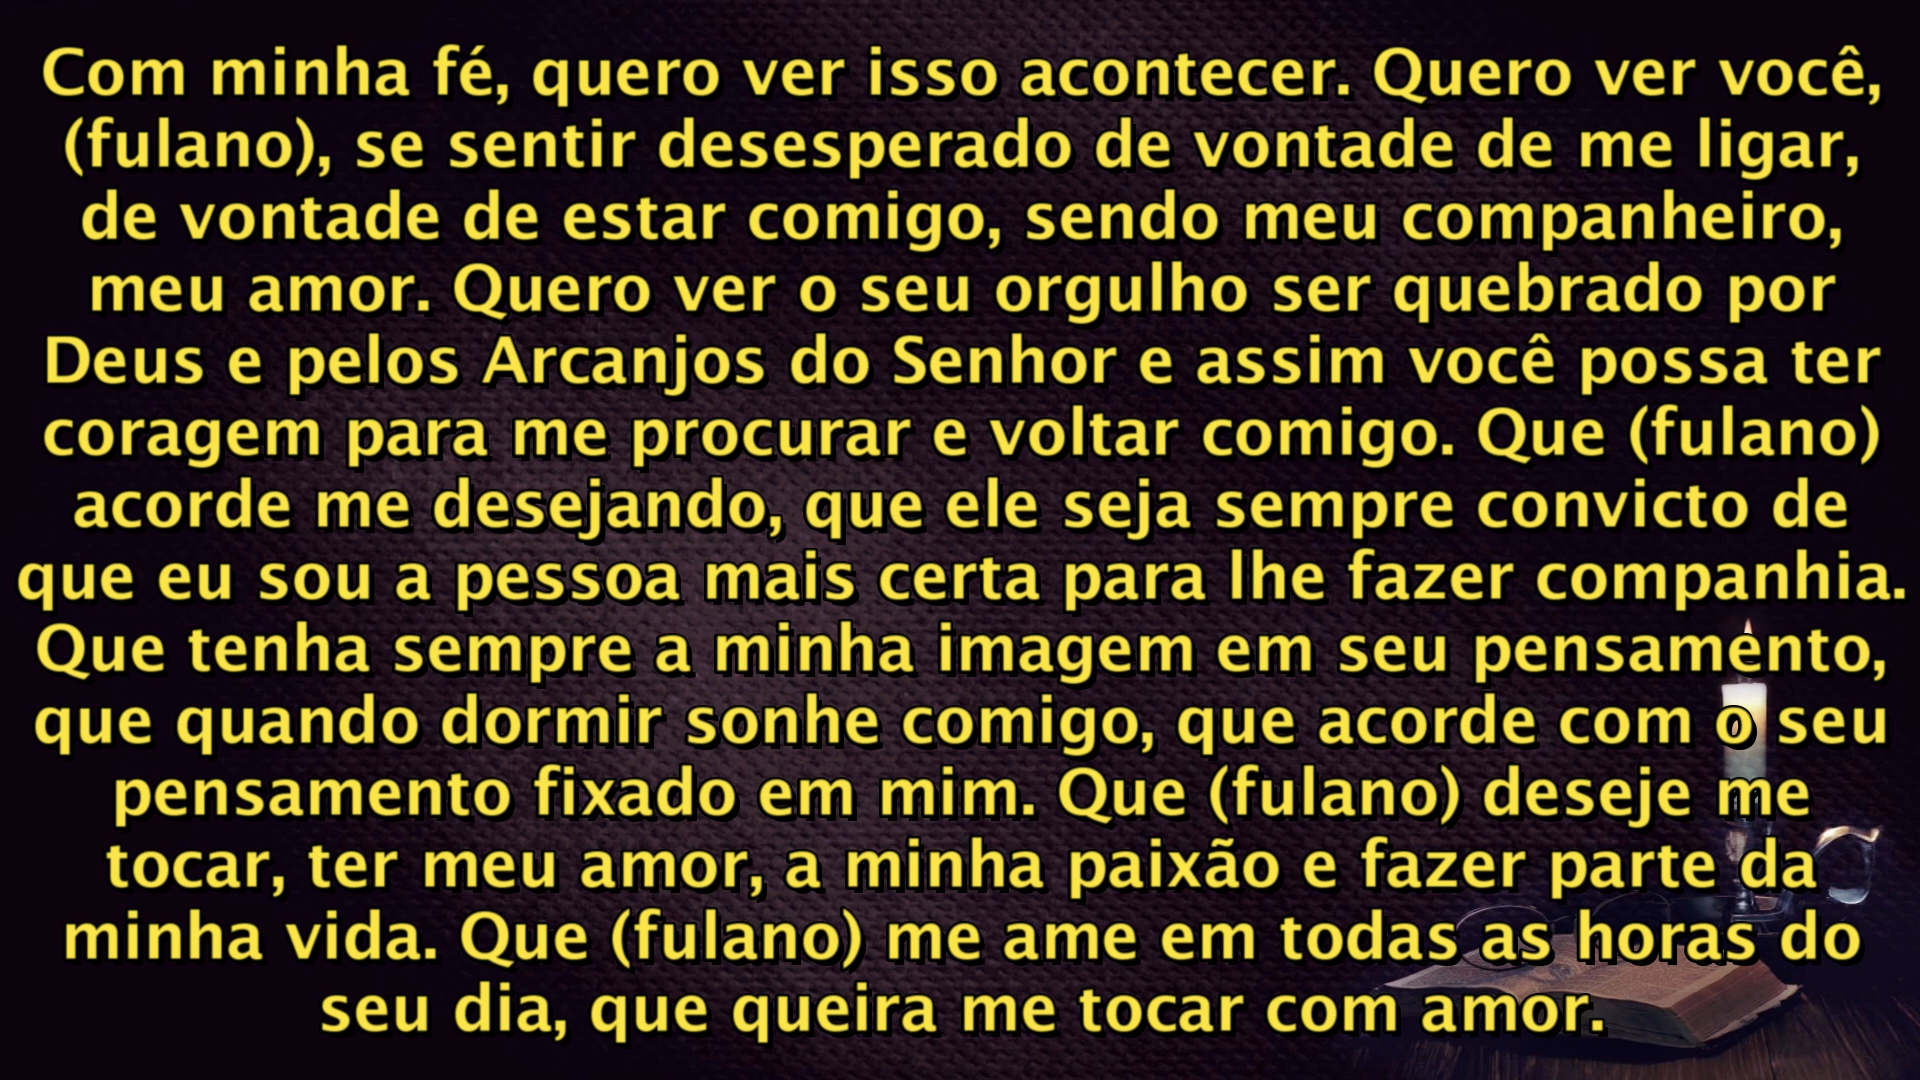 Com minha fé, quero ver isso acontecer. Quero ver você,
(fulano), se sentir desesperado de vontade de me ligar,
de vontade de estar comigo, sendo meu companheiro,
meu amor. Quero ver o seu orgulho ser quebrado por
Deus e pelos Arcanjos do Senhor e assim você possa ter
coragem para me procurar e voltar comigo. Que (fulano)
acorde me desejando, que ele seja sempre convicto de
que eu sou a pessoa mais certa para lhe fazer companhia.
Que tenha sempre a minha imagem em seu pensamento,
que quando dormir sonhe comigo, que acorde com o seu
pensamento fixado em mim. Que (fulano) deseje me
tocar, ter meu amor, a minha paixão e fazer parte da
minha vida. Que (fulano) me ame em todas as horas do
seu dia, que queira me tocar com amor.